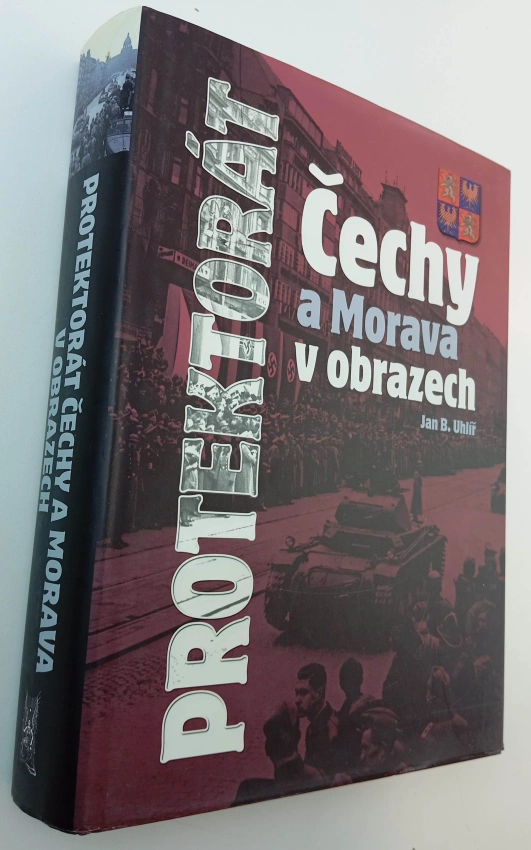 PROTEKTORÁT
Čechy
a Morava
v obrazech
Jan B. Uhlíř
PROTEKTORÁT ČECHY A MORAVA
V OBRAZECH